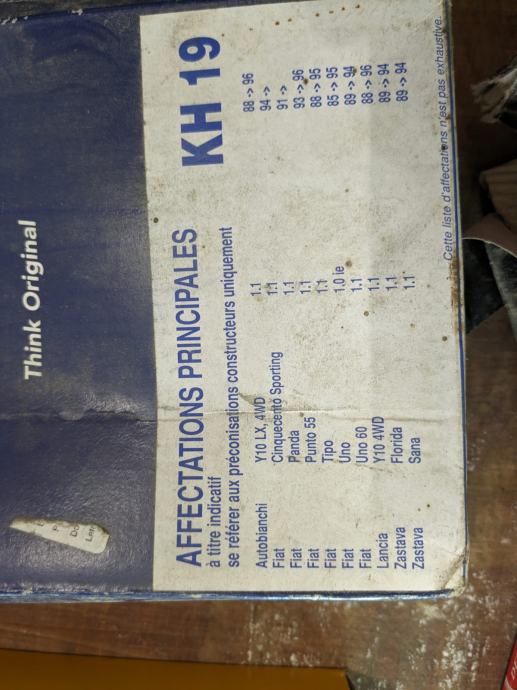 Think Original
AFFECTATIONS PRINCIPALES KH 19
à titre indicatif
se référer aux préconisations constructeurs uniquement
Autobianchi Y10 LX, 4WD 1.1 88 -> 96
Fiat Cinquecento Sporting 1.1 94 ->
Fiat Panda 1.1 91 ->
Fiat Punto 55 1.1 93 -> 96
Fiat Tipo 1.1 88 -> 95
Fiat Uno 1.0 ie 85 -> 95
Fiat Uno 60 1.1 89 -> 94
Lancia Y10 4WD 1.1 88 -> 96
Zastava Florida 1.1 89 -> 94
Zastava Sana 1.1 89 -> 94
Cette liste d'affectations n'est pas exhaustive.